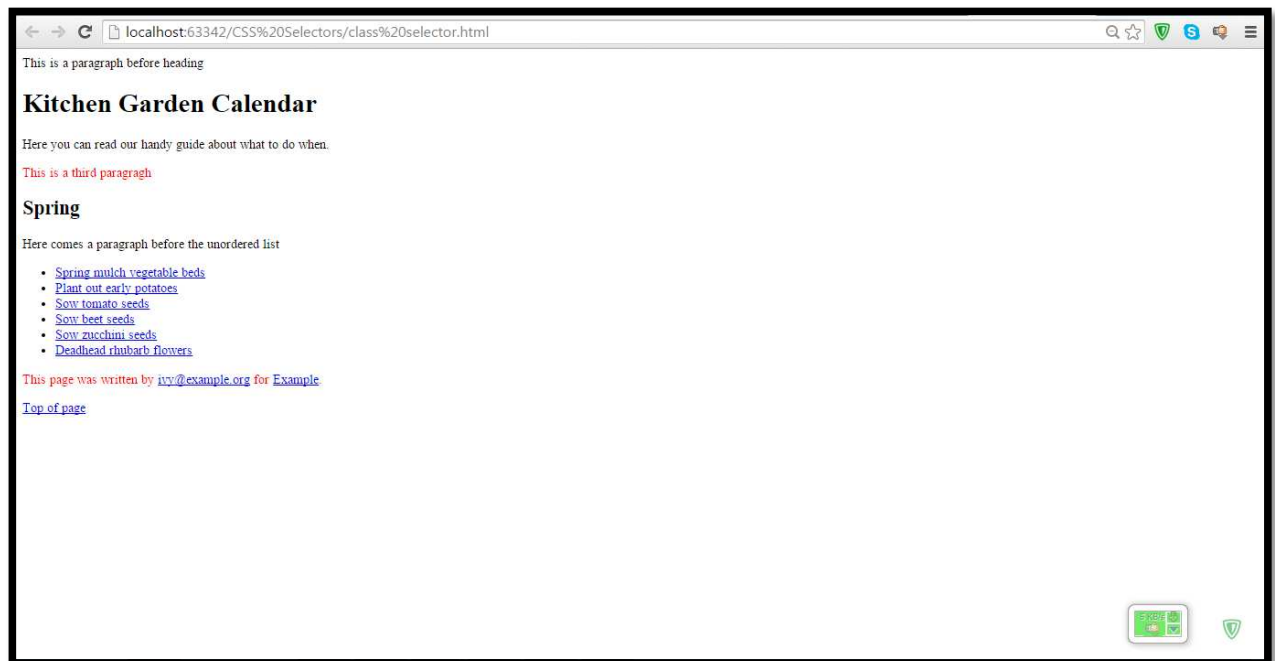 localhost:63342/CSS%20Selectors/class%20selector.html
This is a paragraph before heading
Kitchen Garden Calendar
Here you can read our handy guide about what to do when.
This is a third paragragh
Spring
Here comes a paragraph before the unordered list
Spring mulch vegetable beds
Plant out early potatoes
Sow tomato seeds
Sow beet seeds
Sow zucchini seeds
Deadhead rhubarb flowers
This page was written by ivy@example.org for Example.
Top of page